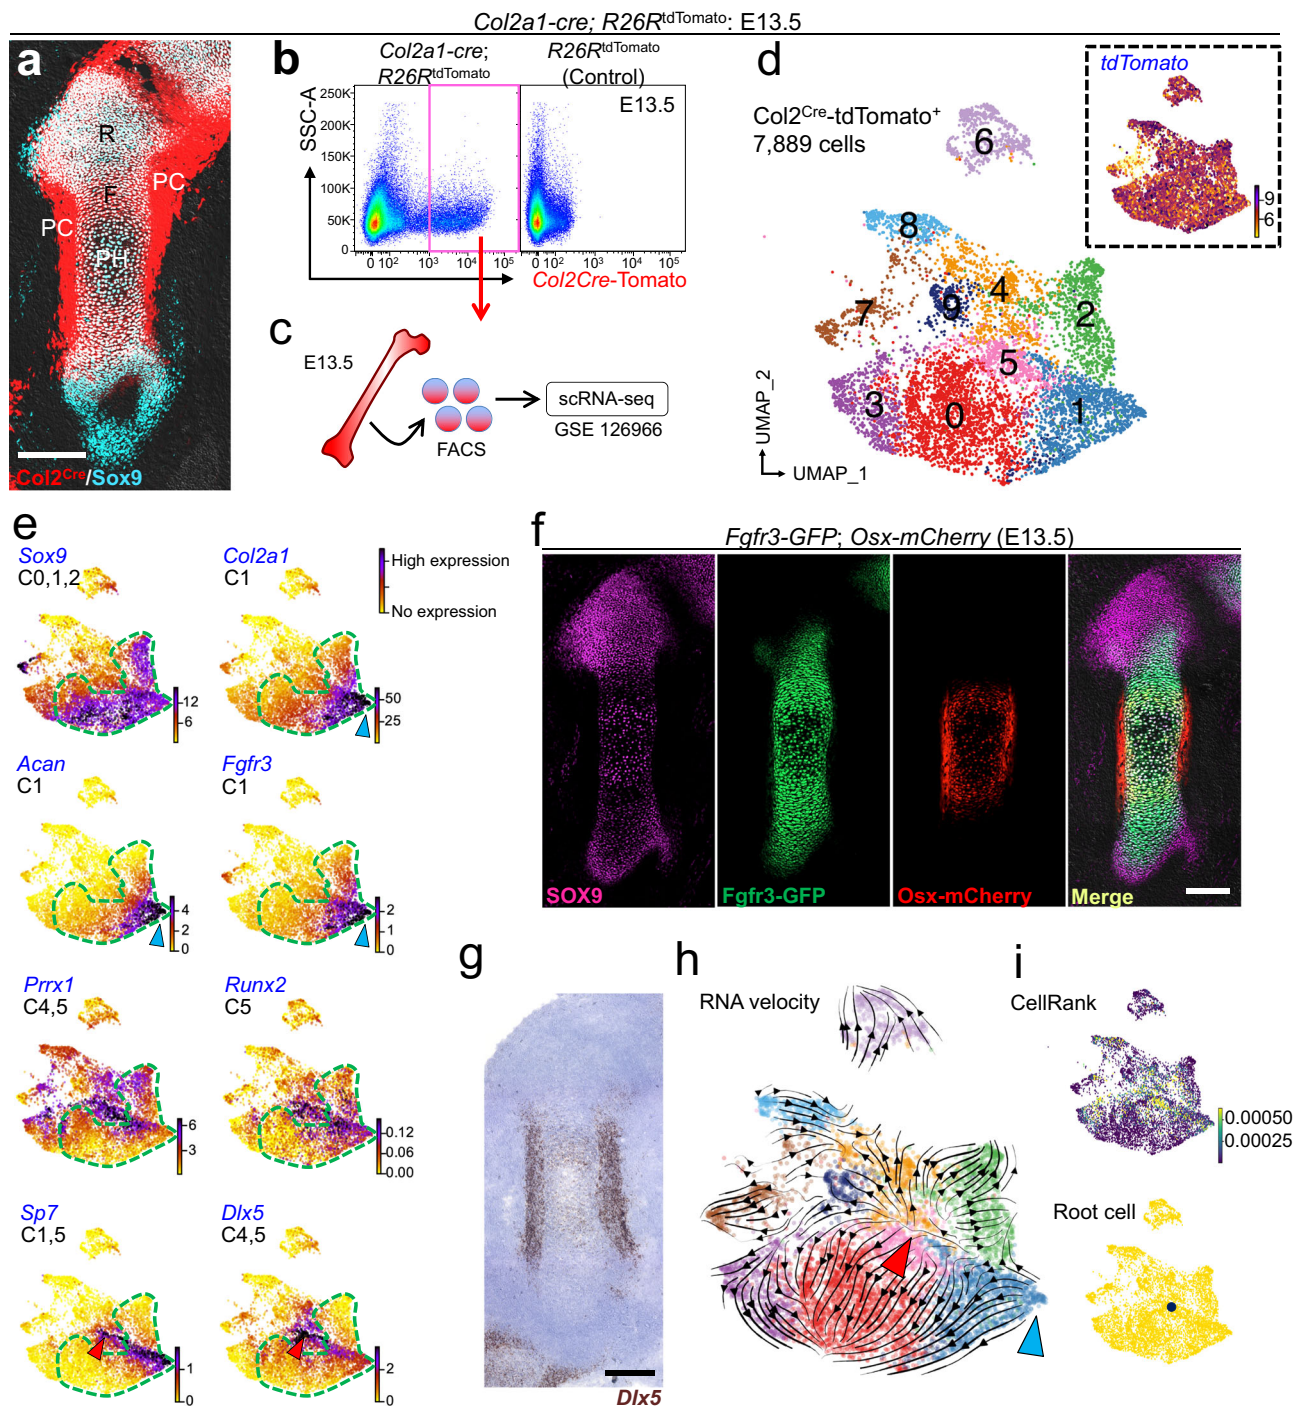 Col2a1-cre; R26RtdTomato: E13.5
a
R
F
PC
PC
PH
Col2Cre/Sox9
b
Col2a1-cre;
R26RtdTomato
R26RtdTomato
(Control)
E13.5
SSC-A
250K
200K
150K
100K
50K
0
0 10² 10³ 10⁴ 10⁵
0 10² 10³ 10⁴ 10⁵
Col2Cre-Tomato
c
E13.5
FACS
scRNA-seq
GSE 126966
d
Col2Cre-tdTomato+
7,889 cells
tdTomato
9
6
6
8
4
7
9
2
5
3
0
1
UMAP_2
UMAP_1
e
Sox9
C0,1,2
12
6
Col2a1
C1
50
25
High expression
No expression
Acan
C1
4
2
0
Fgfr3
C1
2
1
0
Prrx1
C4,5
6
3
Runx2
C5
0.12
0.06
0.00
Sp7
C1,5
1
0
Dlx5
C4,5
2
0
f
Fgfr3-GFP; Osx-mCherry (E13.5)
SOX9
Fgfr3-GFP
Osx-mCherry
Merge
g
Dlx5
h
RNA velocity
i
CellRank
0.00050
0.00025
Root cell